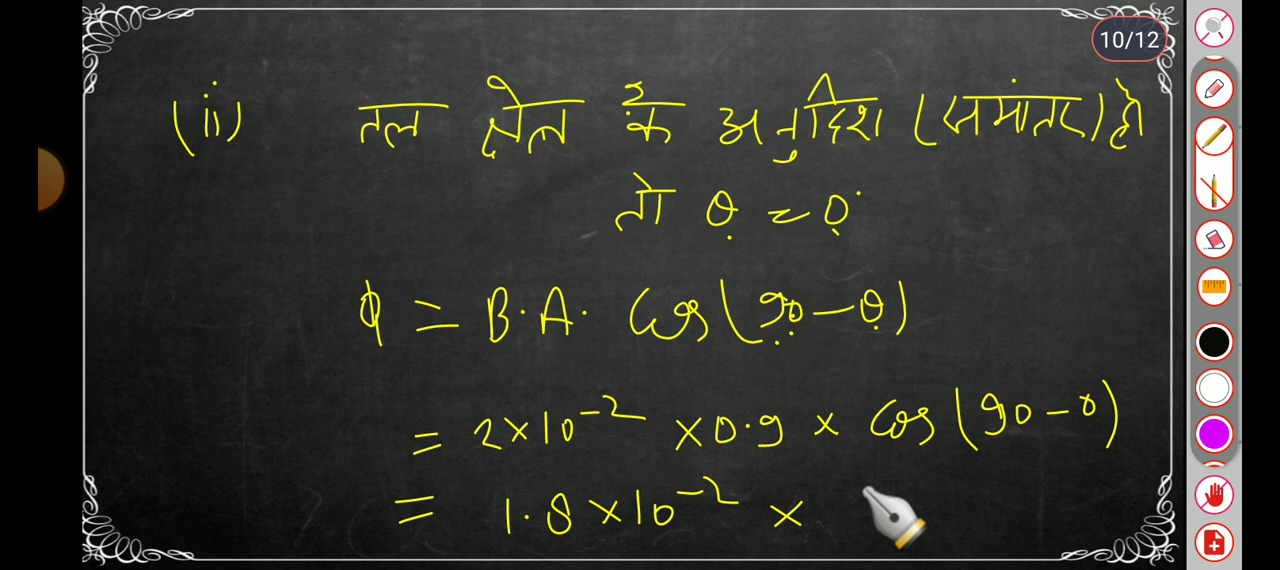 10/12
(ii) तल क्षेत्र के अनुदिश (समांतर) हो
तो θ = 0°
ϕ = B.A. Cos(90-θ)
= 2×10⁻² ×0.9 × Cos(90-0)
= 1.8×10⁻² ×